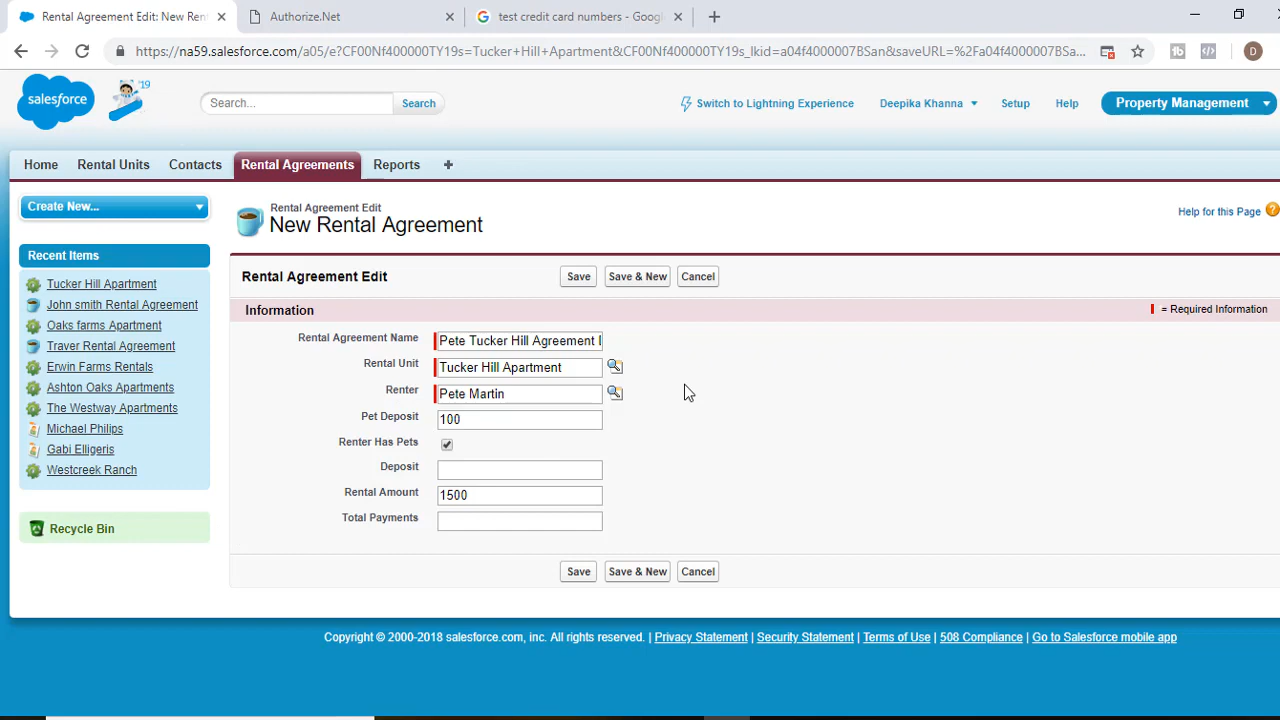 Rental Agreement Edit: New Ren
Authorize.Net
test credit card numbers - Goog
https://na59.salesforce.com/a05/e?CF00Nf400000TY19s=Tucker+Hill+Apartment&CF00Nf400000TY19s_lkid=a04f4000007BSan&saveURL=%2Fa04f4000007BSa...
D
salesforce
'19
Search...
Search
Switch to Lightning Experience
Deepika Khanna
Setup
Help
Property Management
Home
Rental Units
Contacts
Rental Agreements
Reports
Create New...
Recent Items
Tucker Hill Apartment
John smith Rental Agreement
Oaks farms Apartment
Traver Rental Agreement
Erwin Farms Rentals
Ashton Oaks Apartments
The Westway Apartments
Michael Philips
Gabi Elligeris
Westcreek Ranch
Recycle Bin
Rental Agreement Edit
New Rental Agreement
Help for this Page
Rental Agreement Edit
Save
Save & New
Cancel
Information
= Required Information
Rental Agreement Name
Pete Tucker Hill Agreement
Rental Unit
Tucker Hill Apartment
Renter
Pete Martin
Pet Deposit
100
Renter Has Pets
Deposit
Rental Amount
1500
Total Payments
Save
Save & New
Cancel
Copyright © 2000-2018 salesforce.com, inc. All rights reserved. | Privacy Statement | Security Statement | Terms of Use | 508 Compliance | Go to Salesforce mobile app